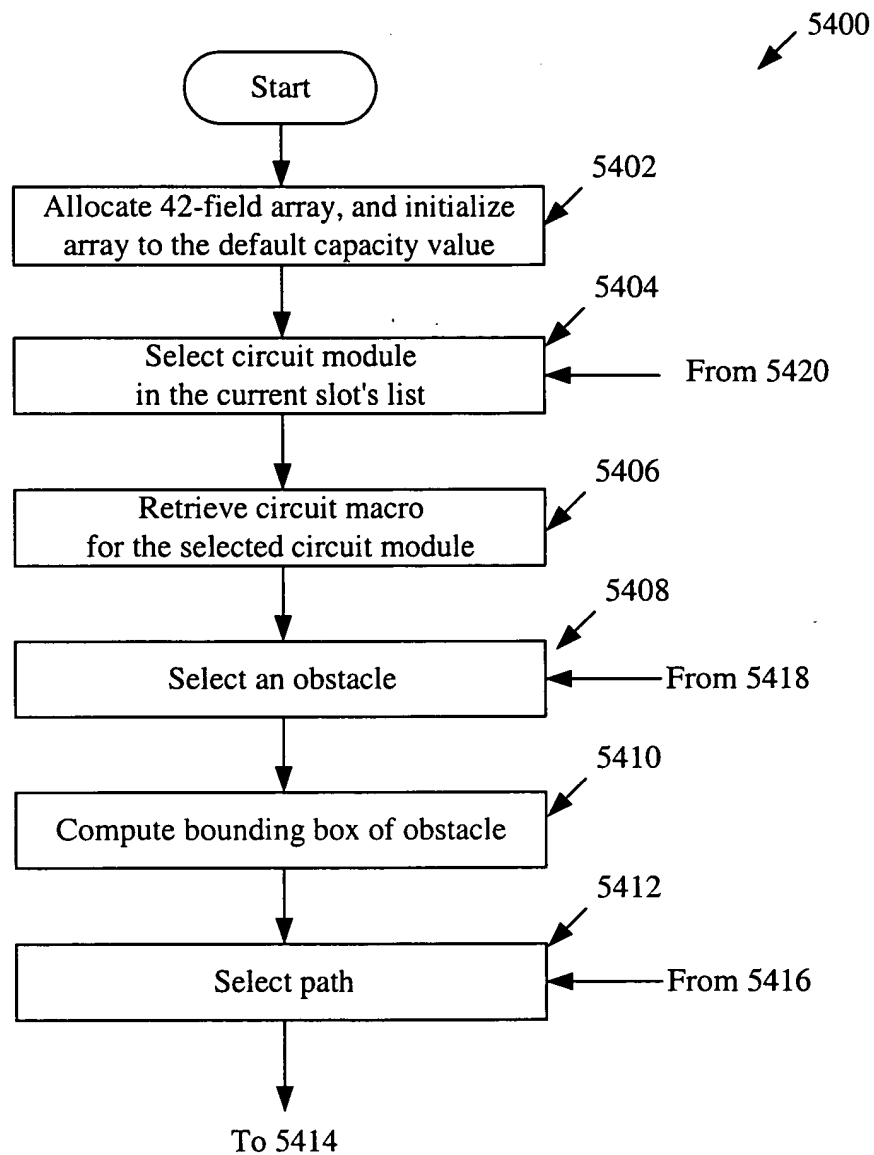 5400
Start
5402
Allocate 42-field array, and initialize
array to the default capacity value
5404
Select circuit module
in the current slot's list
From 5420
5406
Retrieve circuit macro
for the selected circuit module
5408
Select an obstacle
From 5418
5410
Compute bounding box of obstacle
5412
Select path
From 5416
To 5414